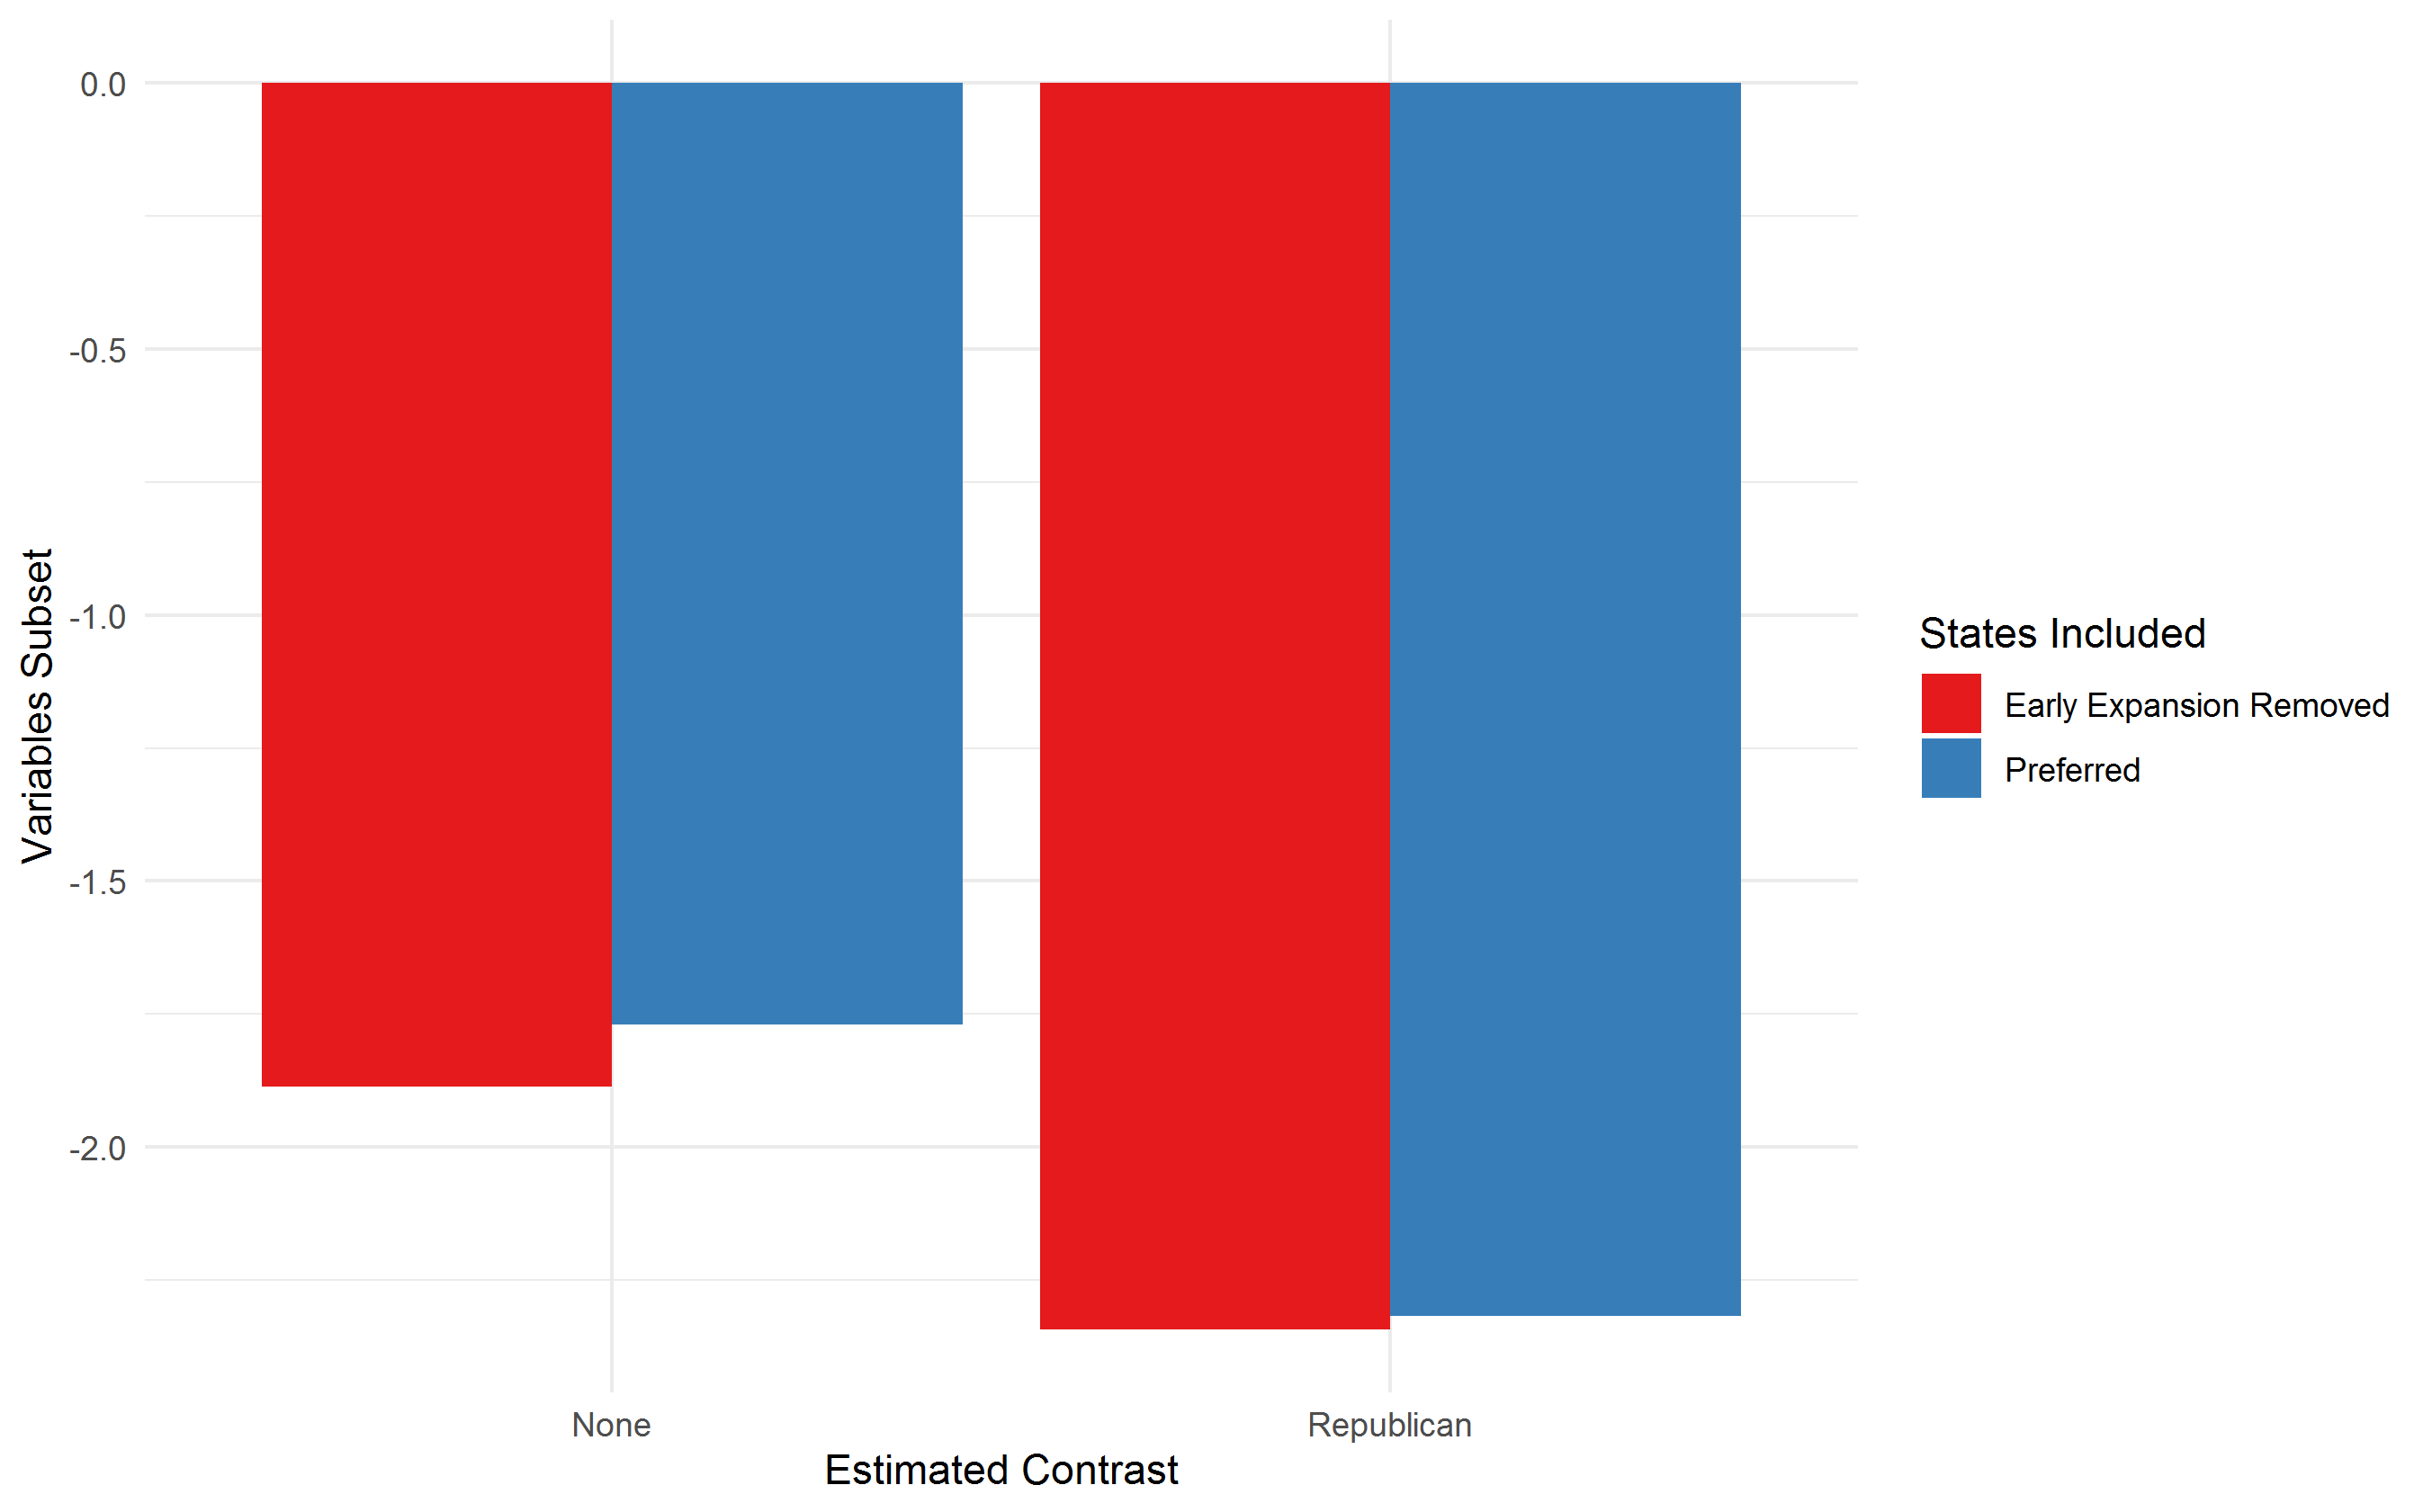 0.0
-0.5
-1.0
-1.5
-2.0
Variables Subset
None
Republican
Estimated Contrast
States Included
Early Expansion Removed
Preferred